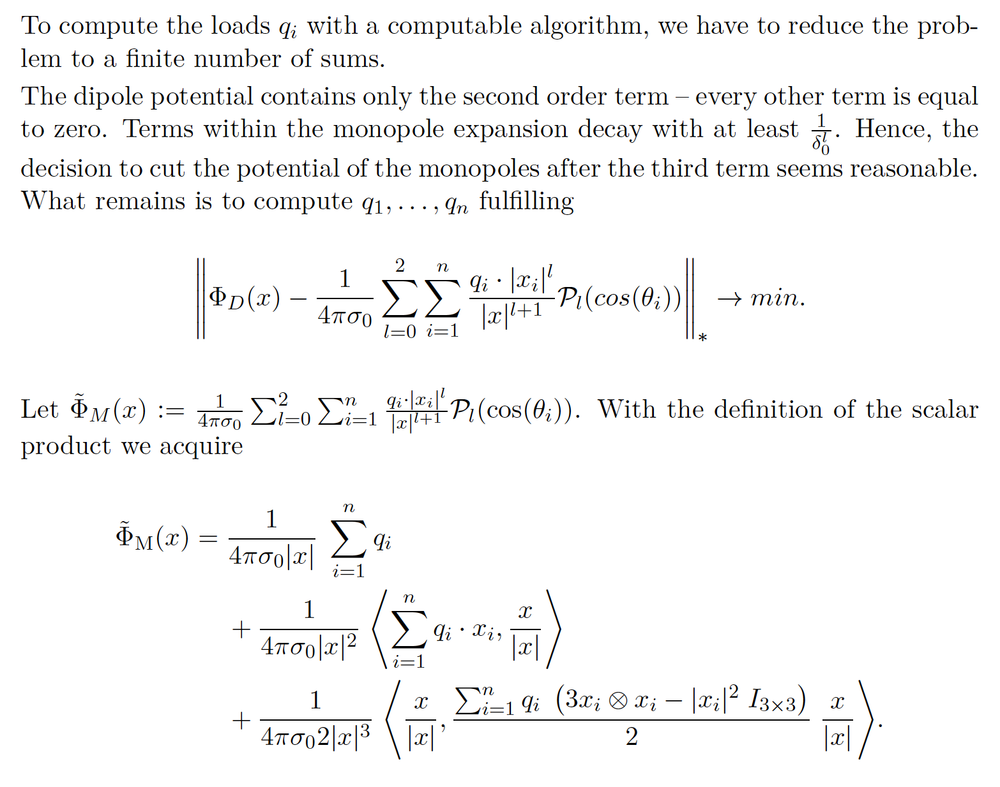 To compute the loads $q_i$ with a computable algorithm, we have to reduce the prob-
lem to a finite number of sums.
The dipole potential contains only the second order term – every other term is equal
to zero. Terms within the monopole expansion decay with at least $\frac{1}{\delta_0^l}$. Hence, the
decision to cut the potential of the monopoles after the third term seems reasonable.
What remains is to compute $q_1, \ldots, q_n$ fulfilling
$\left\| \Phi_D(x) - \frac{1}{4\pi\sigma_0} \sum_{l=0}^{2} \sum_{i=1}^{n} \frac{q_i \cdot |x_i|^l}{|x|^{l+1}} \mathcal{P}_l(cos(\theta_i)) \right\|_* \to min.$
Let $\tilde{\Phi}_M(x) := \frac{1}{4\pi\sigma_0} \sum_{l=0}^{2} \sum_{i=1}^{n} \frac{q_i \cdot |x_i|^l}{|x|^{l+1}} \mathcal{P}_l(\cos(\theta_i))$. With the definition of the scalar
product we acquire
$\tilde{\Phi}_{\mathrm{M}}(x) = \frac{1}{4\pi\sigma_0|x|} \sum_{i=1}^{n} q_i$
$+ \frac{1}{4\pi\sigma_0|x|^2} \left\langle \sum_{i=1}^{n} q_i \cdot x_i, \frac{x}{|x|} \right\rangle$
$+ \frac{1}{4\pi\sigma_0 2|x|^3} \left\langle \frac{x}{|x|}, \frac{\sum_{i=1}^{n} q_i \, (3x_i \otimes x_i - |x_i|^2 \, I_{3\times3})}{2} \, \frac{x}{|x|} \right\rangle.$